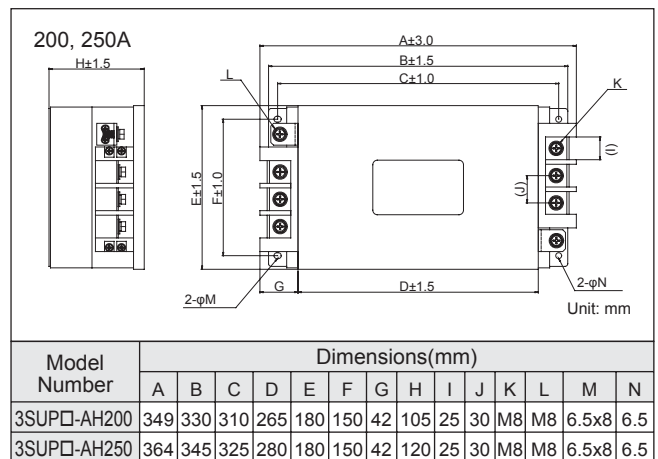 200, 250A
H±1.5
A±3.0
B±1.5
C±1.0
L
K
(I)
(J)
E±1.5
F±1.0
2-φM
G
D±1.5
2-φN
Unit: mm
Model Number Dimensions(mm)
A B C D E F G H I J K L M N
3SUP□-AH200 349 330 310 265 180 150 42 105 25 30 M8 M8 6.5x8 6.5
3SUP□-AH250 364 345 325 280 180 150 42 120 25 30 M8 M8 6.5x8 6.5